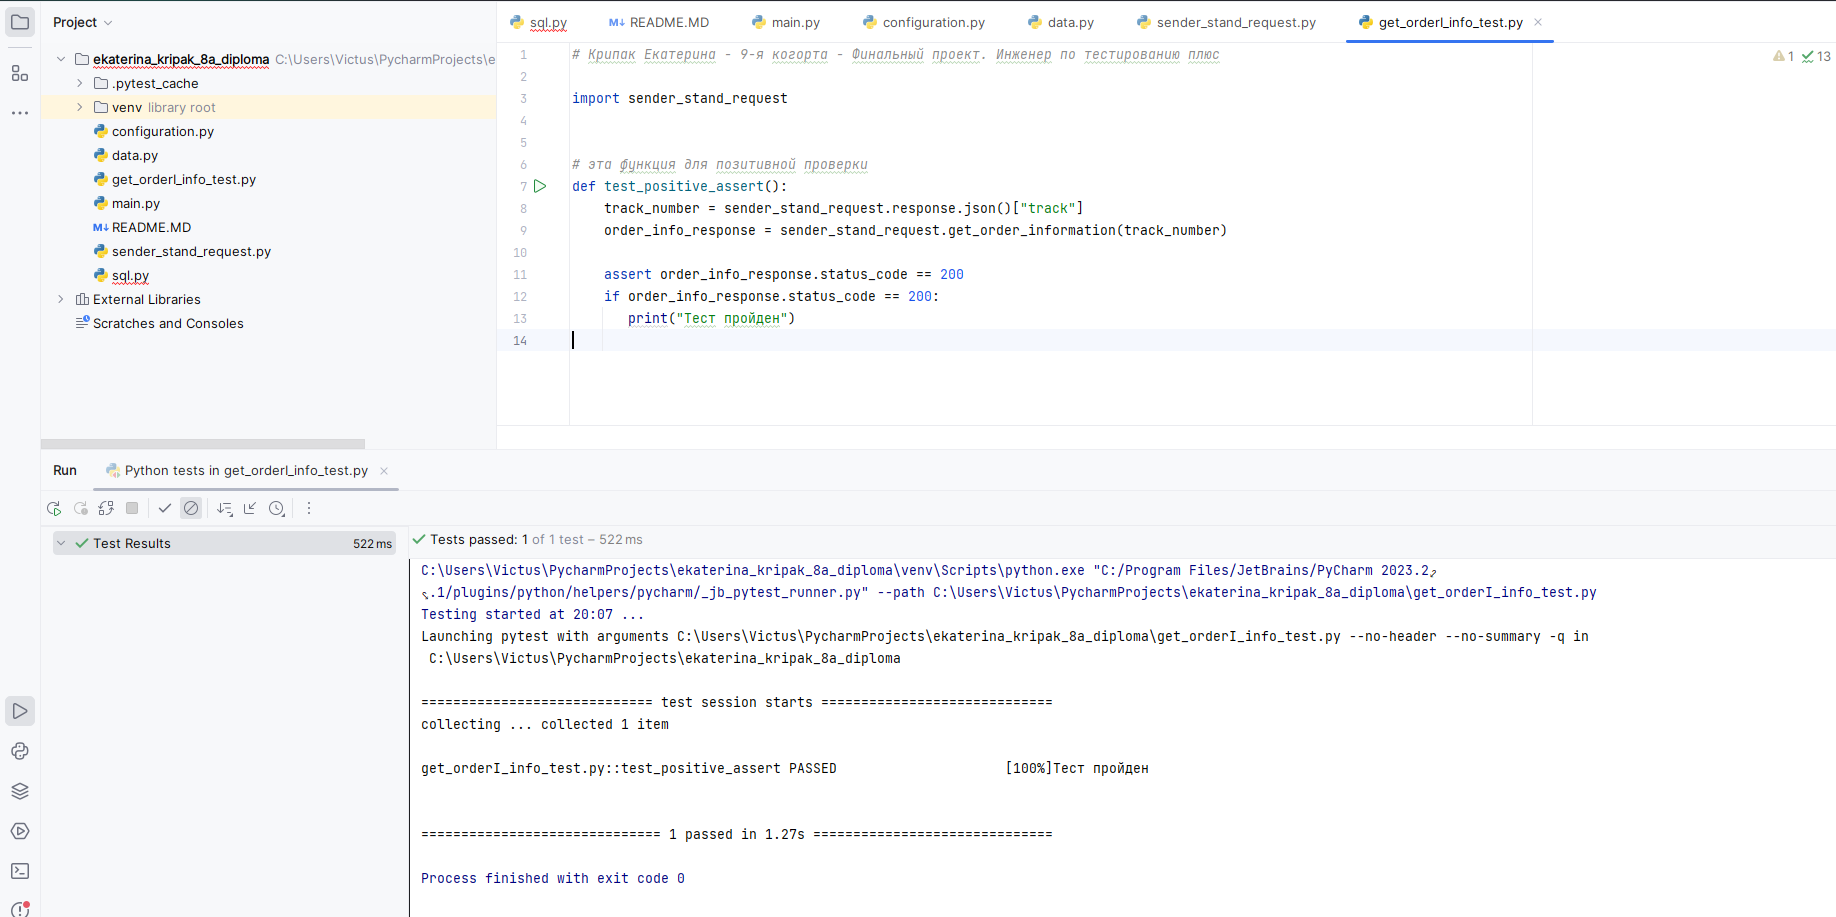 Project
sql.py
README.MD
main.py
configuration.py
data.py
sender_stand_request.py
get_orderI_info_test.py
ekaterina_kripak_8a_diploma C:\Users\Victus\PycharmProjects\e
.pytest_cache
venv library root
configuration.py
data.py
get_orderI_info_test.py
main.py
README.MD
sender_stand_request.py
sql.py
External Libraries
Scratches and Consoles
1 # Крипак Екатерина - 9-я когорта - Финальный проект. Инженер по тестированию плюс
1 13
2
3 import sender_stand_request
4
5
6 # эта функция для позитивной проверки
7 def test_positive_assert():
8 track_number = sender_stand_request.response.json()["track"]
9 order_info_response = sender_stand_request.get_order_information(track_number)
10
11 assert order_info_response.status_code == 200
12 if order_info_response.status_code == 200:
13 print("Тест пройден")
14
Run
Python tests in get_orderI_info_test.py
Test Results 522 ms
Tests passed: 1 of 1 test – 522 ms
C:\Users\Victus\PycharmProjects\ekaterina_kripak_8a_diploma\venv\Scripts\python.exe "C:/Program Files/JetBrains/PyCharm 2023.2
.1/plugins/python/helpers/pycharm/_jb_pytest_runner.py" --path C:\Users\Victus\PycharmProjects\ekaterina_kripak_8a_diploma\get_orderI_info_test.py
Testing started at 20:07 ...
Launching pytest with arguments C:\Users\Victus\PycharmProjects\ekaterina_kripak_8a_diploma\get_orderI_info_test.py --no-header --no-summary -q in
C:\Users\Victus\PycharmProjects\ekaterina_kripak_8a_diploma
============================= test session starts =============================
collecting ... collected 1 item
get_orderI_info_test.py::test_positive_assert PASSED [100%]Тест пройден
============================== 1 passed in 1.27s ==============================
Process finished with exit code 0